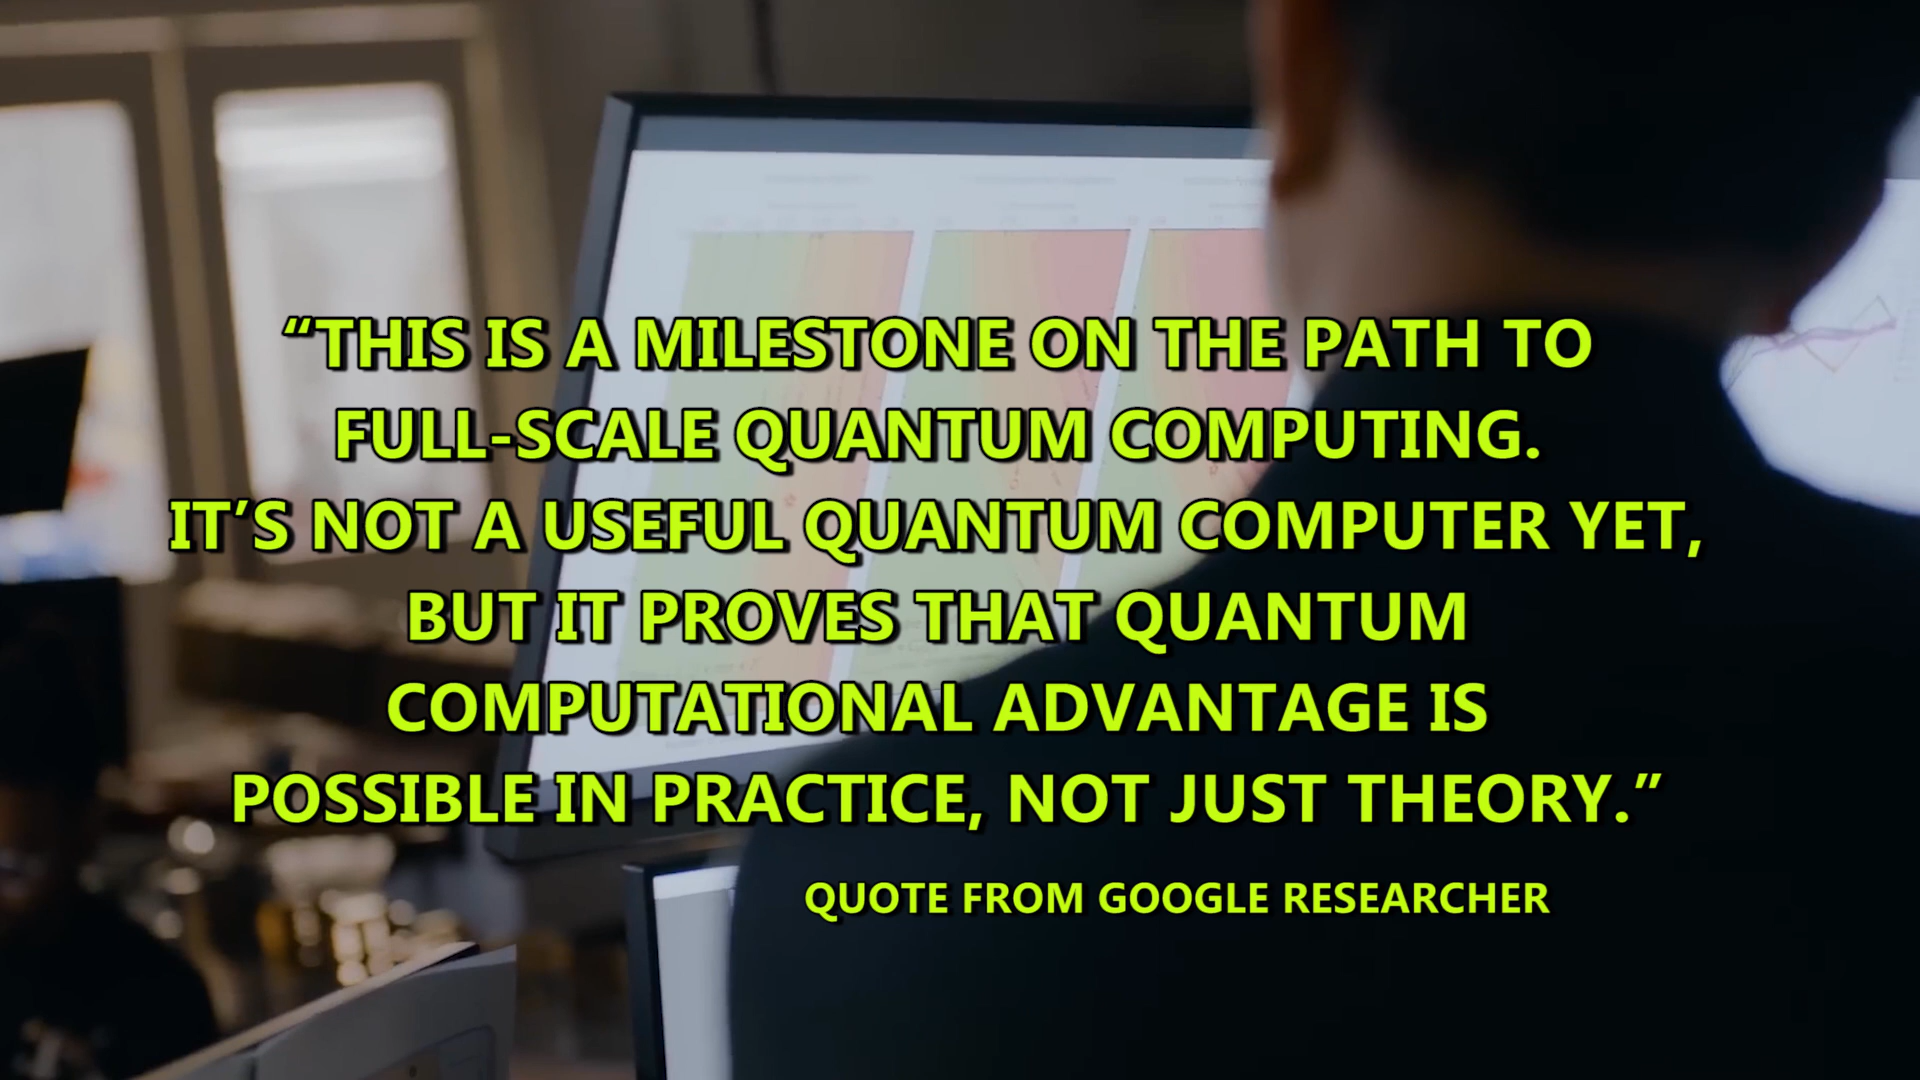 “THIS IS A MILESTONE ON THE PATH TO
FULL-SCALE QUANTUM COMPUTING.
IT’S NOT A USEFUL QUANTUM COMPUTER YET,
BUT IT PROVES THAT QUANTUM
COMPUTATIONAL ADVANTAGE IS
POSSIBLE IN PRACTICE, NOT JUST THEORY.”
QUOTE FROM GOOGLE RESEARCHER